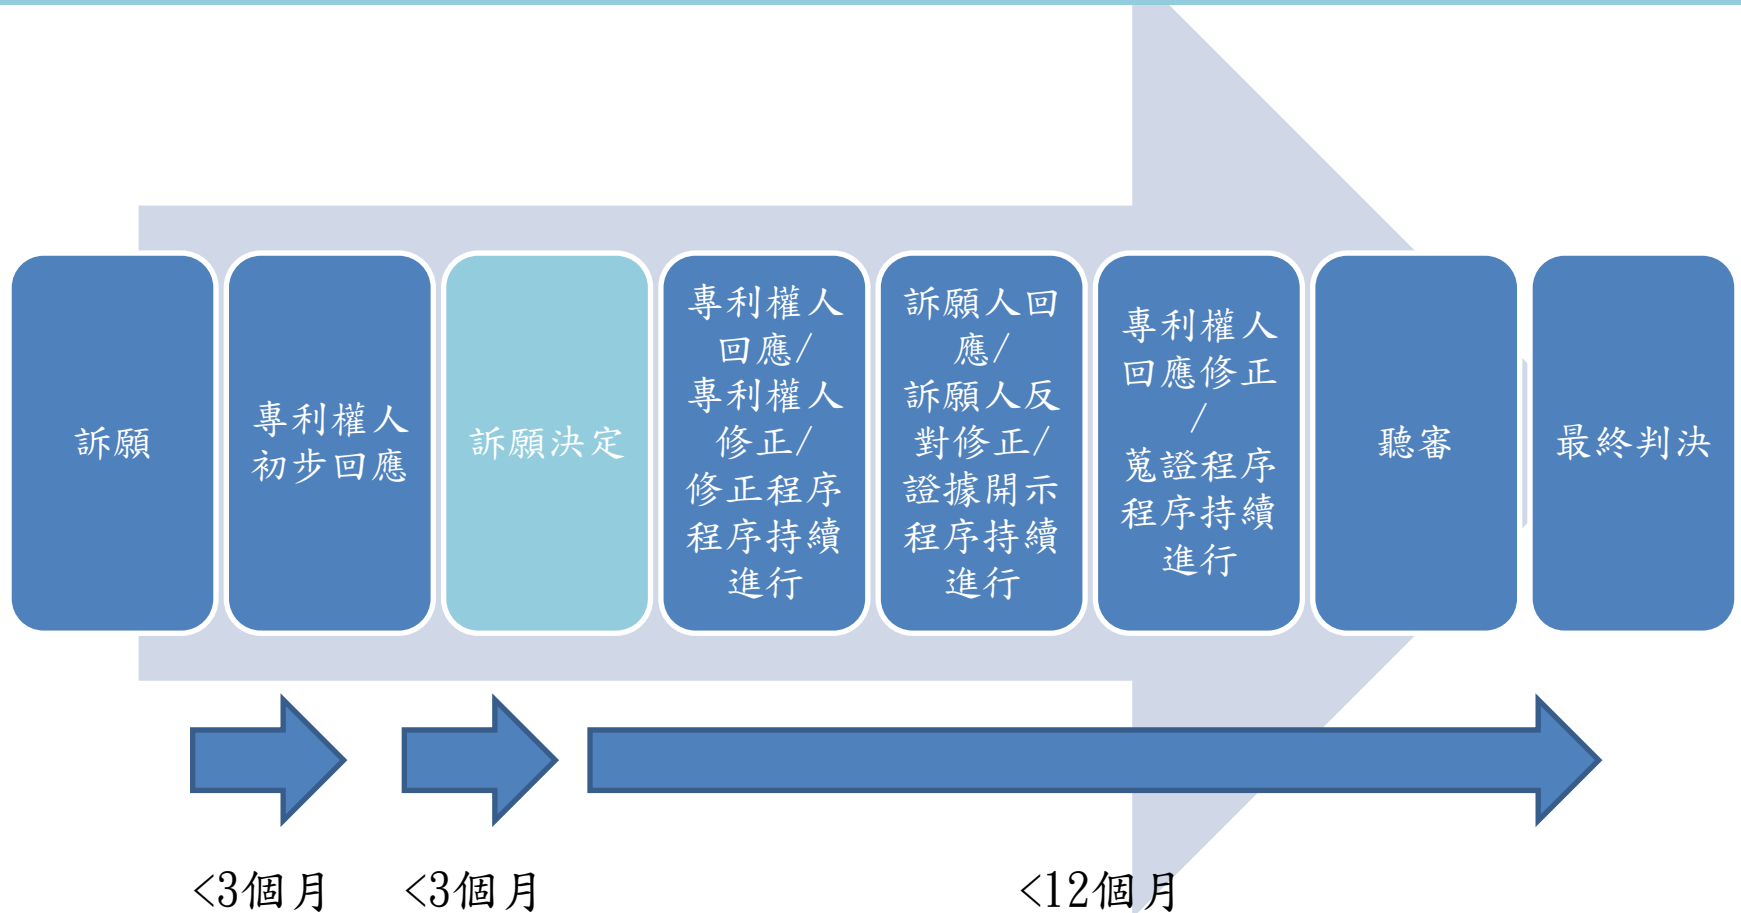 訴願
專利權人
初步回應
訴願決定
專利權人
回應/
專利權人
修正/
修正程序
程序持續
進行
訴願人回
應/
訴願人反
對修正/
證據開示
程序持續
進行
專利權人
回應修正
/
蒐證程序
程序持續
進行
聽審
最終判決
<3個月
<3個月
<12個月